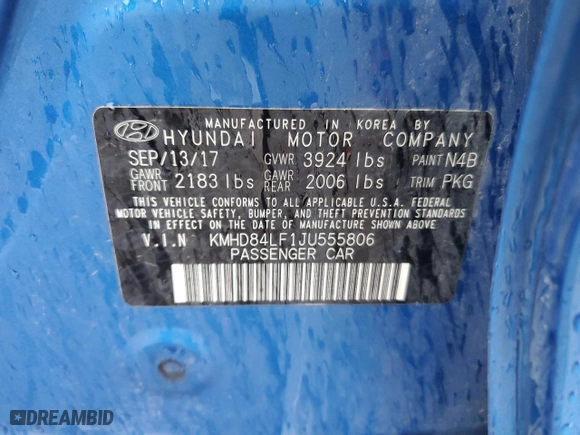 MANUFACTURED IN KOREA BY
HYUNDAI MOTOR COMPANY
SEP/13/17 GVWR 3924 lbs PAINT N4B
GAWR FRONT 2183 lbs GAWR REAR 2006 lbs TRIM PKG
THIS VEHICLE CONFORMS TO ALL APPLICABLE U.S.A. FEDERAL
MOTOR VEHICLE SAFETY, BUMPER, AND THEFT PREVENTION STANDARDS
IN EFFECT ON THE DATE OF MANUFACTURE SHOWN ABOVE.
V.I.N KMHD84LF1JU555806
PASSENGER CAR
DREAMBID